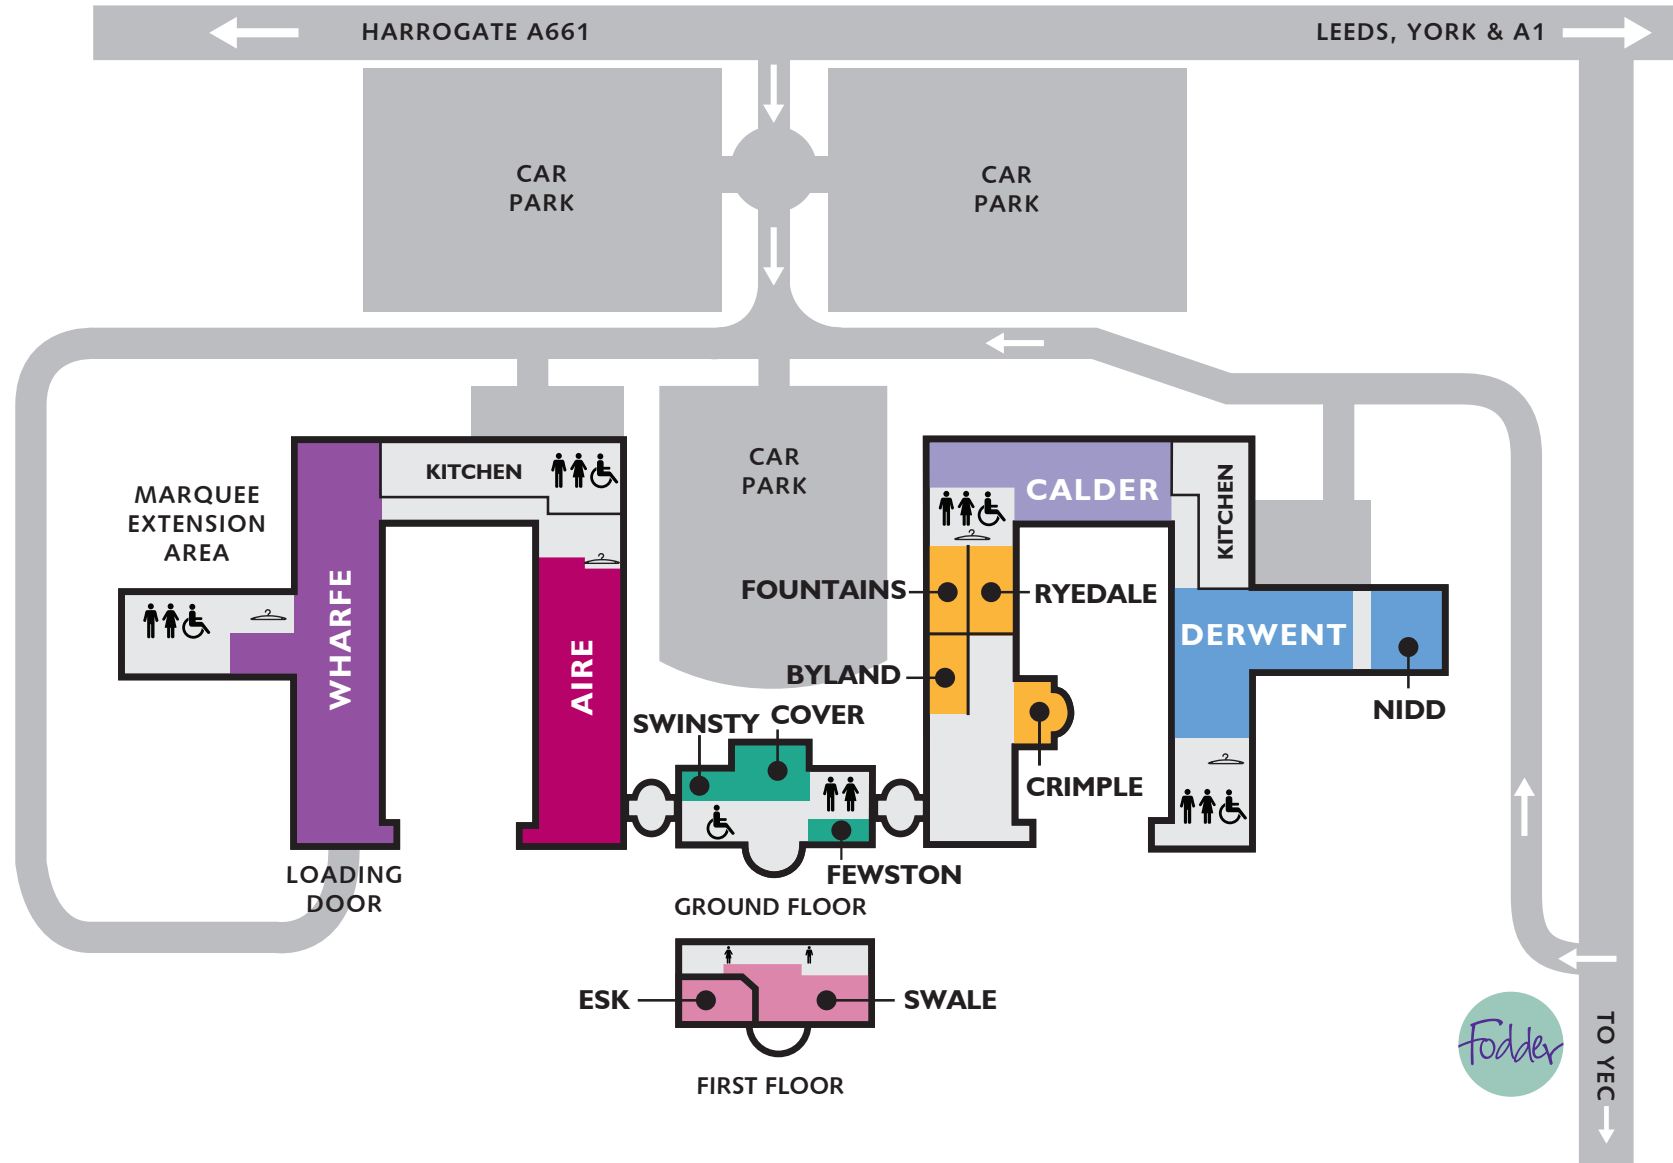 HARROGATE A661
LEEDS, YORK & A1
CAR
PARK
CAR
PARK
CAR
PARK
KITCHEN
MARQUEE
EXTENSION
AREA
WHARFE
AIRE
CALDER
KITCHEN
FOUNTAINS
RYEDALE
DERWENT
BYLAND
NIDD
SWINSTY
COVER
CRIMPLE
FEWSTON
LOADING
DOOR
GROUND FLOOR
ESK
SWALE
FIRST FLOOR
Fodder
TO YEC